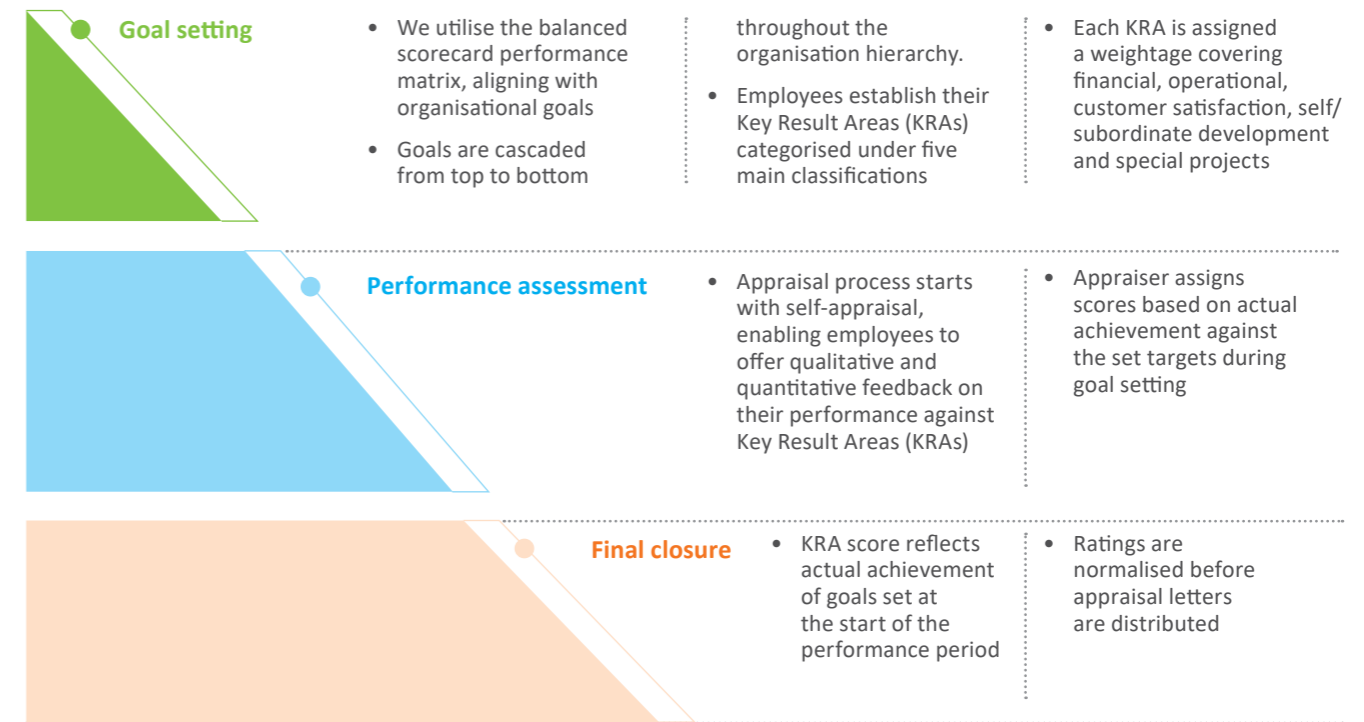 Goal setting
• We utilise the balanced
scorecard performance
matrix, aligning with
organisational goals
• Goals are cascaded
from top to bottom
throughout the
organisation hierarchy.
• Employees establish their
Key Result Areas (KRAs)
categorised under five
main classifications
• Each KRA is assigned
a weightage covering
financial, operational,
customer satisfaction, self/
subordinate development
and special projects
Performance assessment
• Appraisal process starts
with self-appraisal,
enabling employees to
offer qualitative and
quantitative feedback on
their performance against
Key Result Areas (KRAs)
• Appraiser assigns
scores based on actual
achievement against
the set targets during
goal setting
Final closure
• KRA score reflects
actual achievement
of goals set at
the start of the
performance period
• Ratings are
normalised before
appraisal letters
are distributed